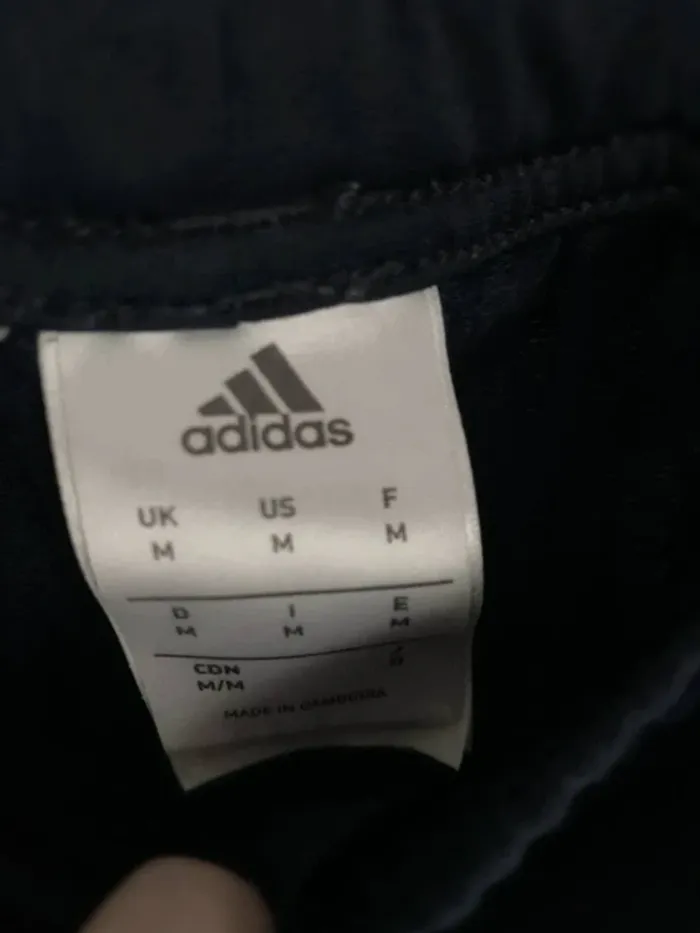 adidas
UK US F
M M M
D I E
M M M
CDN J
M/M O
MADE IN CAMBODIA